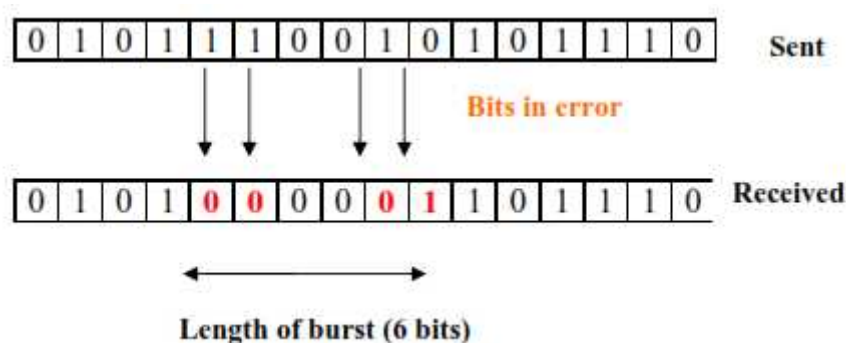 0 1 0 1 1 1 0 0 1 0 1 0 1 1 1 0 Sent
Bits in error
0 1 0 1 0 0 0 0 0 1 1 0 1 1 1 0 Received
Length of burst (6 bits)